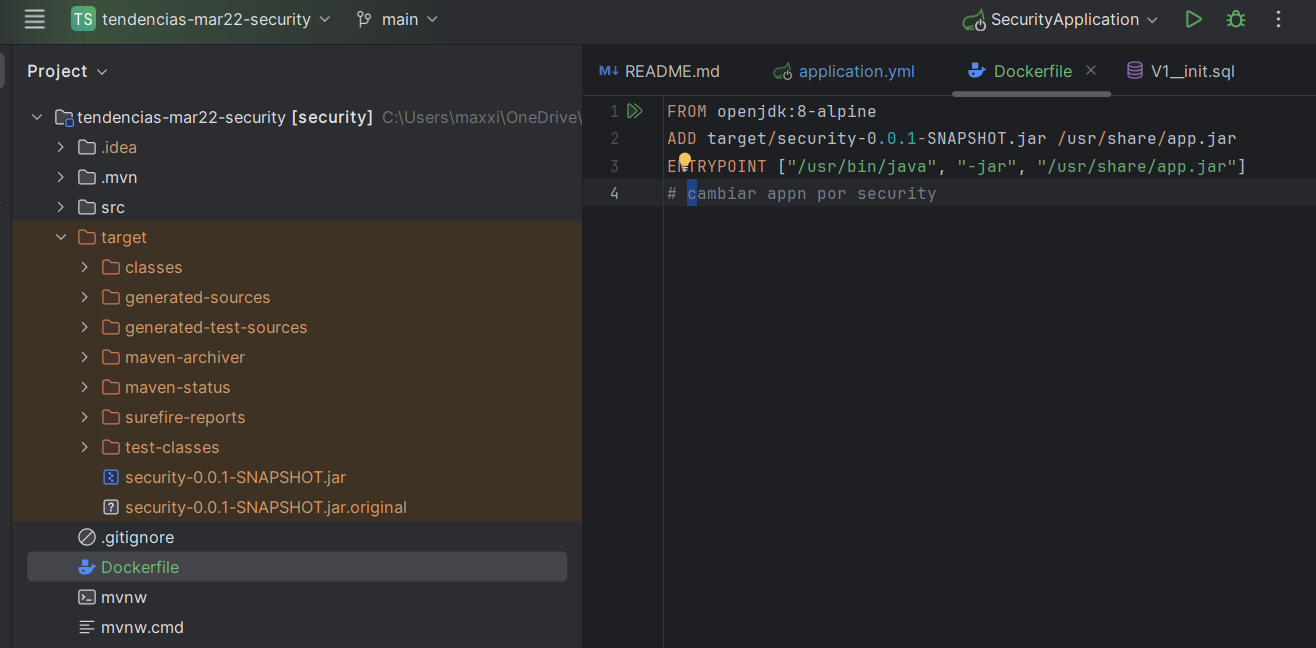 TS tendencias-mar22-security main SecurityApplication
Project
README.md application.yml Dockerfile V1__init.sql
tendencias-mar22-security [security] C:\Users\maxxi\OneDrive\
.idea
.mvn
src
target
classes
generated-sources
generated-test-sources
maven-archiver
maven-status
surefire-reports
test-classes
security-0.0.1-SNAPSHOT.jar
security-0.0.1-SNAPSHOT.jar.original
.gitignore
Dockerfile
mvnw
mvnw.cmd
1 FROM openjdk:8-alpine
2 ADD target/security-0.0.1-SNAPSHOT.jar /usr/share/app.jar
3 ENTRYPOINT ["/usr/bin/java", "-jar", "/usr/share/app.jar"]
4 # cambiar appn por security